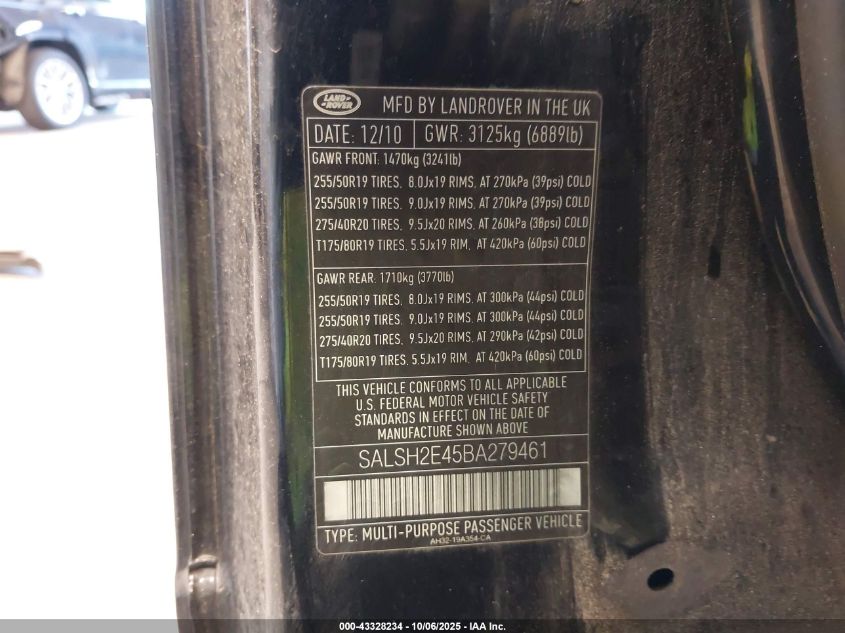 LAND
ROVER
MFD BY LANDROVER IN THE UK
DATE: 12/10 GWR: 3125kg (6889lb)
GAWR FRONT: 1470kg (3241lb)
255/50R19 TIRES, 8.0Jx19 RIMS, AT 270kPa (39psi) COLD
255/50R19 TIRES, 9.0Jx19 RIMS, AT 270kPa (39psi) COLD
275/40R20 TIRES, 9.5Jx20 RIMS, AT 260kPa (38psi) COLD
T175/80R19 TIRES, 5.5Jx19 RIM, AT 420kPa (60psi) COLD
GAWR REAR: 1710kg (3770lb)
255/50R19 TIRES, 8.0Jx19 RIMS, AT 300kPa (44psi) COLD
255/50R19 TIRES, 9.0Jx19 RIMS, AT 300kPa (44psi) COLD
275/40R20 TIRES, 9.5Jx20 RIMS, AT 290kPa (42psi) COLD
T175/80R19 TIRES, 5.5Jx19 RIM, AT 420kPa (60psi) COLD
THIS VEHICLE CONFORMS TO ALL APPLICABLE
U.S. FEDERAL MOTOR VEHICLE SAFETY
STANDARDS IN EFFECT ON THE DATE OF
MANUFACTURE SHOWN ABOVE
SALSH2E45BA279461
TYPE: MULTI-PURPOSE PASSENGER VEHICLE
AH32-19A354-CA
000-43328234 - 10/06/2025 - IAA Inc.